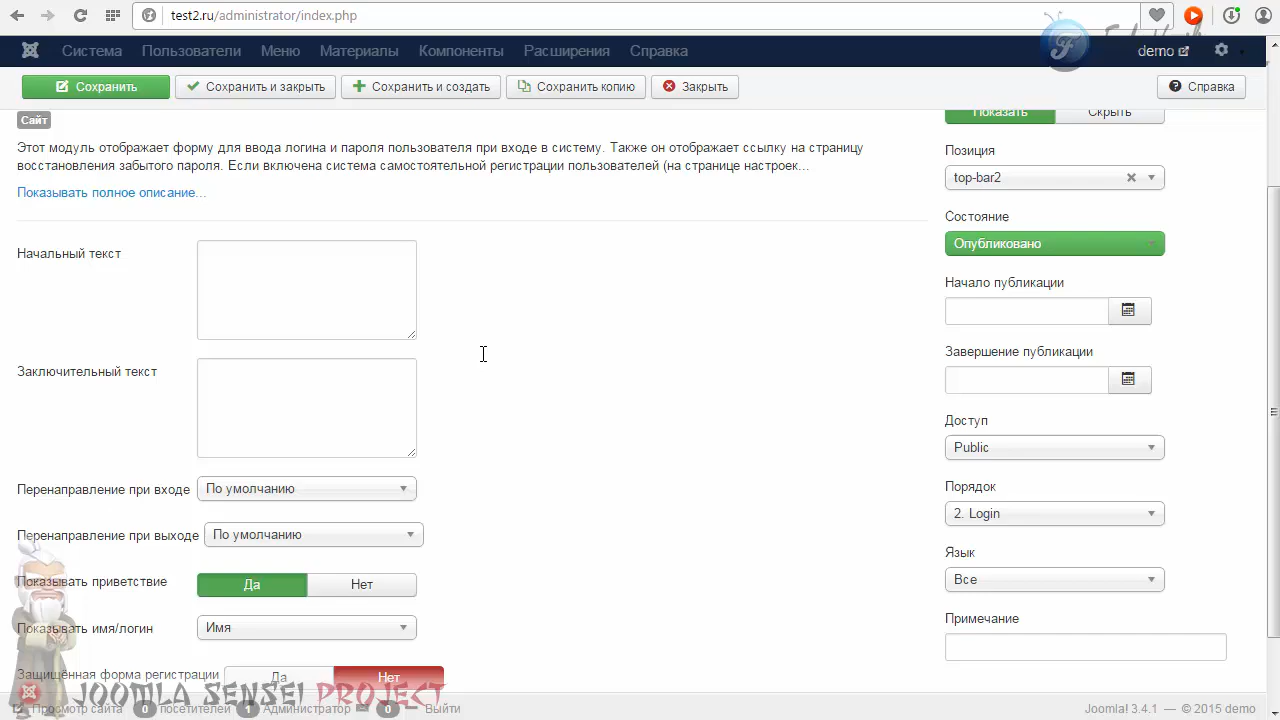 test2.ru/administrator/index.php
Система Пользователи Меню Материалы Компоненты Расширения Справка demo
Сохранить Сохранить и закрыть Сохранить и создать Сохранить копию Закрыть Справка
Сайт
Показать Скрыть
Этот модуль отображает форму для ввода логина и пароля пользователя при входе в систему. Также он отображает ссылку на страницу
восстановления забытого пароля. Если включена система самостоятельной регистрации пользователей (на странице настроек...
Показывать полное описание...
Позиция
top-bar2
Состояние
Опубликовано
Начальный текст
Начало публикации
Завершение публикации
Заключительный текст
Доступ
Public
Перенаправление при входе По умолчанию
Порядок
2. Login
Перенаправление при выходе По умолчанию
Язык
Все
Показывать приветствие Да Нет
Примечание
Показывать имя/логин Имя
Защищённая форма регистрации Да Нет
JOOMLA SENSEI PROJECT
Просмотр сайта 0 посетителей 1 Администратор 0 Выйти
Joomla! 3.4.1 — © 2015 demo